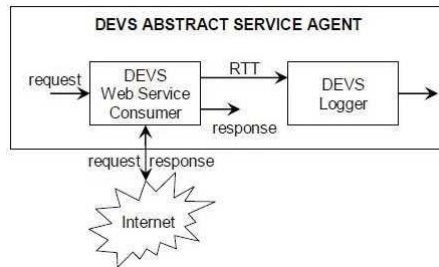 DEVS ABSTRACT SERVICE AGENT
request
DEVS
Web Service
Consumer
RTT
response
DEVS
Logger
request
response
Internet